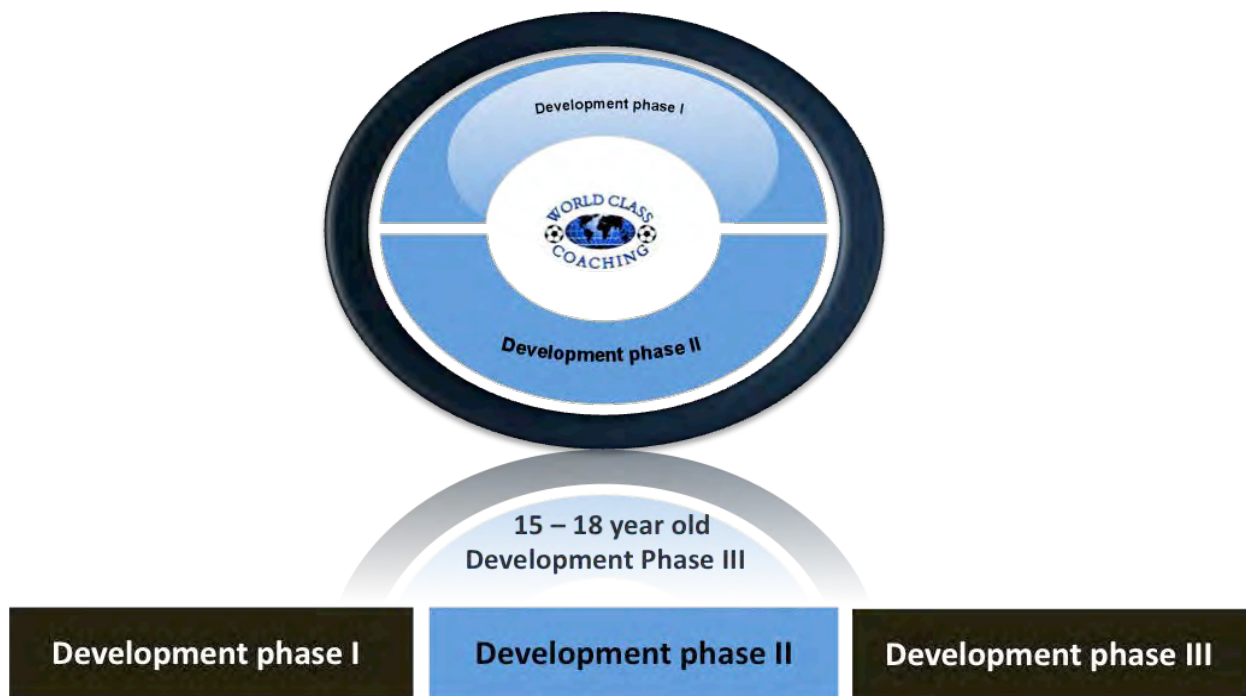 Development phase I
WORLD CLASS
COACHING
Development phase II
15 – 18 year old
Development Phase III
Development phase I
Development phase II
Development phase III